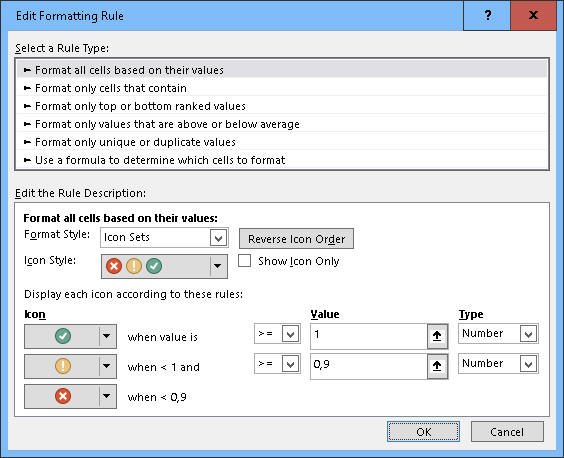 Edit Formatting Rule
?
X
Select a Rule Type:
► Format all cells based on their values
► Format only cells that contain
► Format only top or bottom ranked values
► Format only values that are above or below average
► Format only unique or duplicate values
► Use a formula to determine which cells to format
Edit the Rule Description:
Format all cells based on their values:
Format Style: Icon Sets Reverse Icon Order
Icon Style: Show Icon Only
Display each icon according to these rules:
Icon Value Type
when value is >= 1 Number
when < 1 and >= 0,9 Number
when < 0,9
OK Cancel